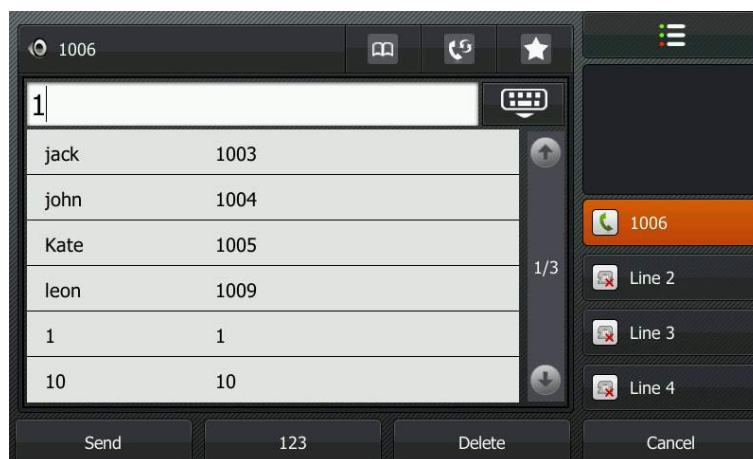 1006
1
jack 1003
john 1004
Kate 1005
leon 1009
1 1
10 10
1/3
1006
Line 2
Line 3
Line 4
Send 123 Delete Cancel